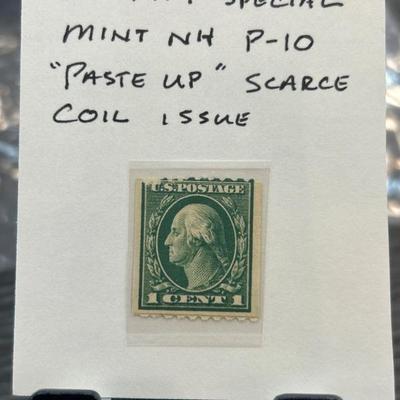 SPECIAL
MINT NH P-10
"PASTE UP" SCARCE
COIL ISSUE
U.S. POSTAGE
1 CENT 1